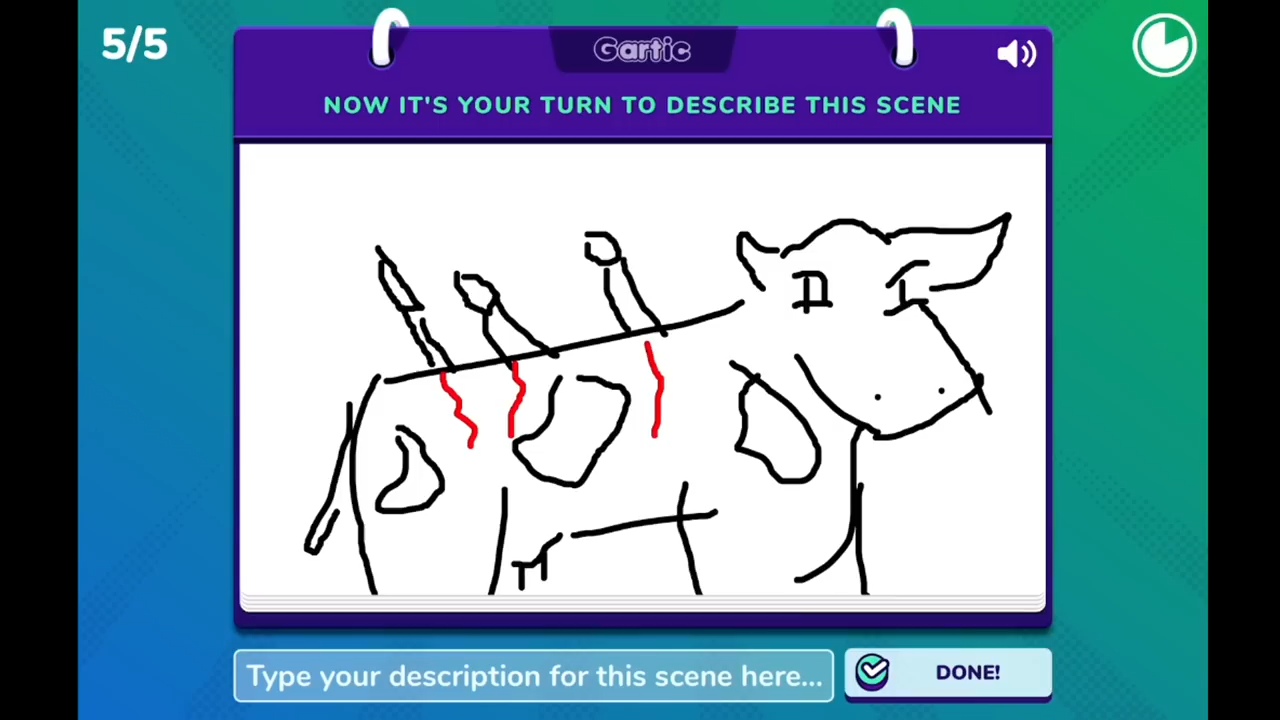 5/5
Gartic
NOW IT'S YOUR TURN TO DESCRIBE THIS SCENE
Type your description for this scene here...
DONE!